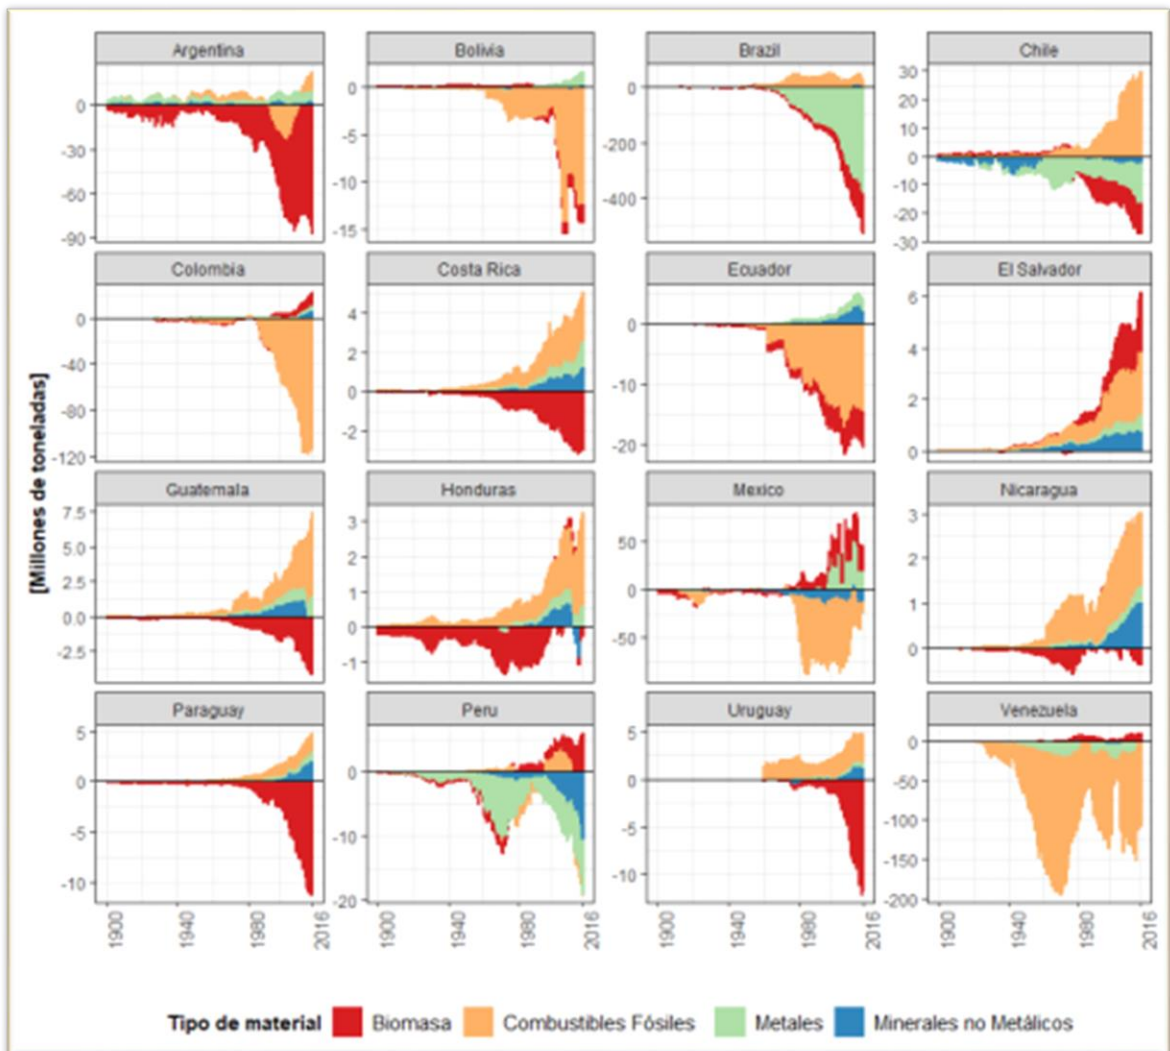 Argentina Bolivia Brazil Chile
0 -30 -60 -90
0 -5 -10 -15
0 -200 -400
30 20 10 0 -10 -20 -30
Colombia Costa Rica Ecuador El Salvador
0 -40 -80 -120
4 2 0 -2
0 -10 -20
6 4 2 0
[Millones de toneladas]
Guatemala Honduras Mexico Nicaragua
7.5 5.0 2.5 0.0 -2.5
3 2 1 0 -1
50 0 -50
3 2 1 0
Paraguay Peru Uruguay Venezuela
5 0 -5 -10
0 -10 -20
5 0 -5 -10
0 -50 -100 -150 -200
1900 1940 1980 2016 1900 1940 1980 2016 1900 1940 1980 2016 1900 1940 1980 2016
Tipo de material Biomasa Combustibles Fósiles Metales Minerales no Metálicos